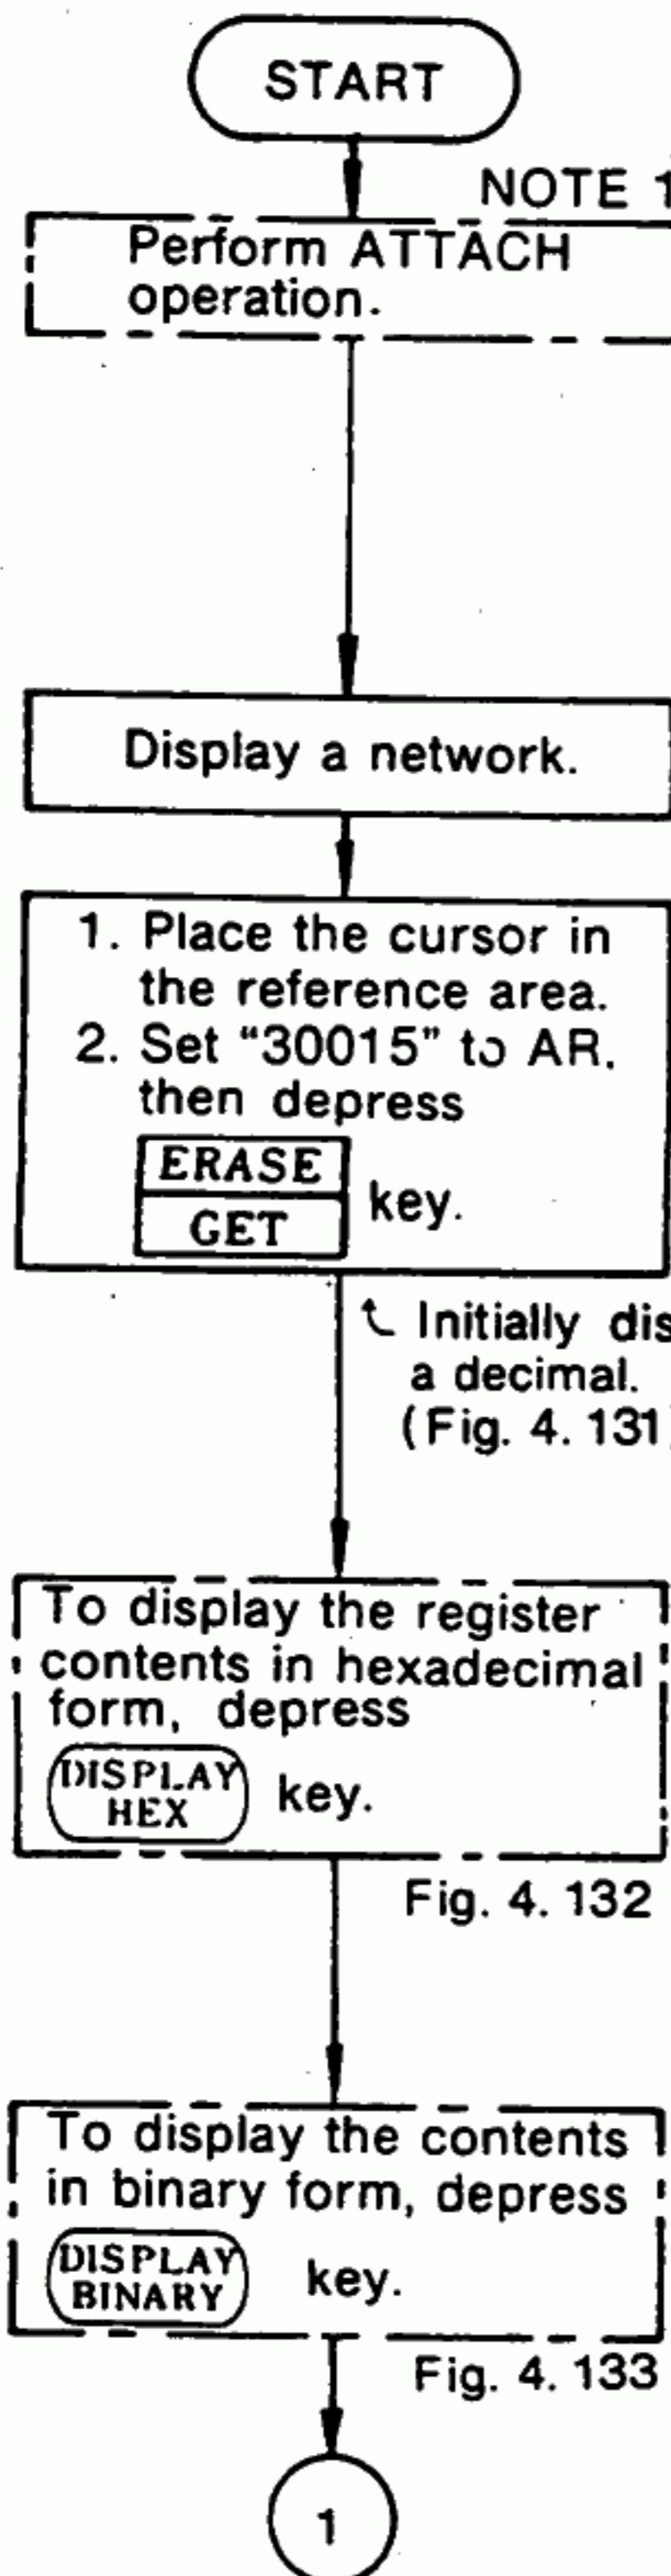 START
NOTE 1
Perform ATTACH
operation.
Display a network.
1. Place the cursor in
the reference area.
2. Set “30015” to AR,
then depress
ERASE
GET
key.
Initially dis
a decimal.
(Fig. 4. 131)
To display the register
contents in hexadecimal
form, depress
DISPLAY
HEX
key.
Fig. 4. 132
To display the contents
in binary form, depress
DISPLAY
BINARY
key.
Fig. 4. 133
1